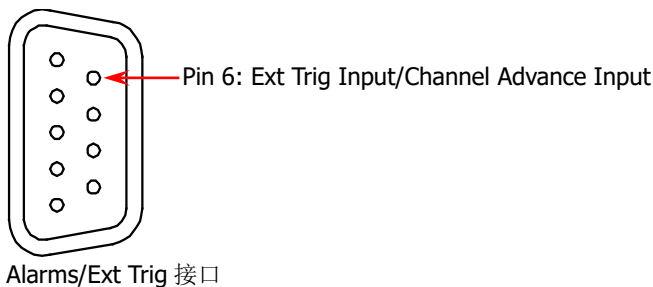 Pin 6: Ext Trig Input/Channel Advance Input
Alarms/Ext Trig 接口